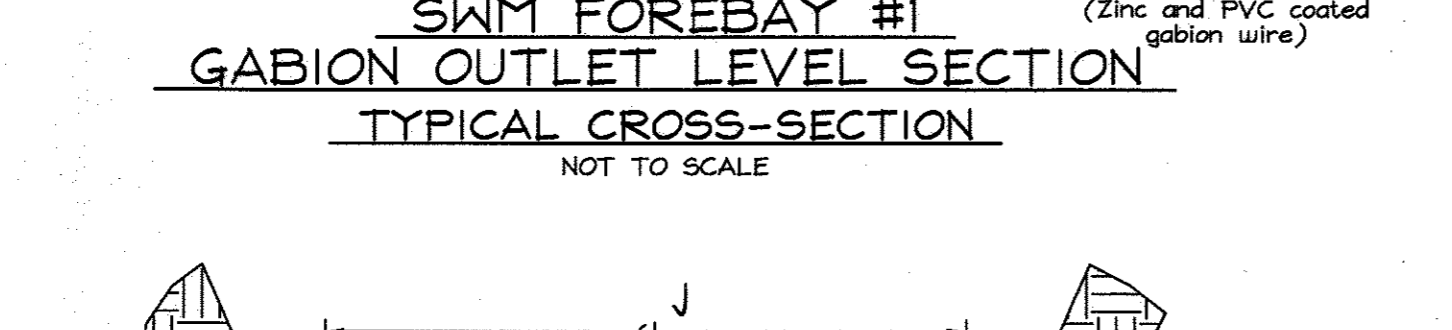 SWM FOREBAY #1
(Zinc and PVC coated
gabion wire)
GABION OUTLET LEVEL SECTION
TYPICAL CROSS-SECTION
NOT TO SCALE
J